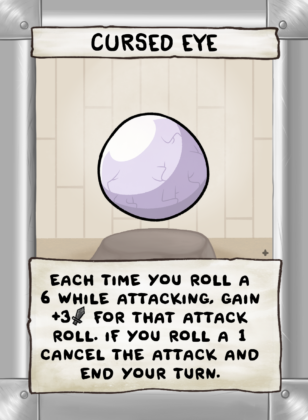 CURSED EYE
EACH TIME YOU ROLL A
6 WHILE ATTACKING, GAIN
+3 FOR THAT ATTACK
ROLL. IF YOU ROLL A 1
CANCEL THE ATTACK AND
END YOUR TURN.